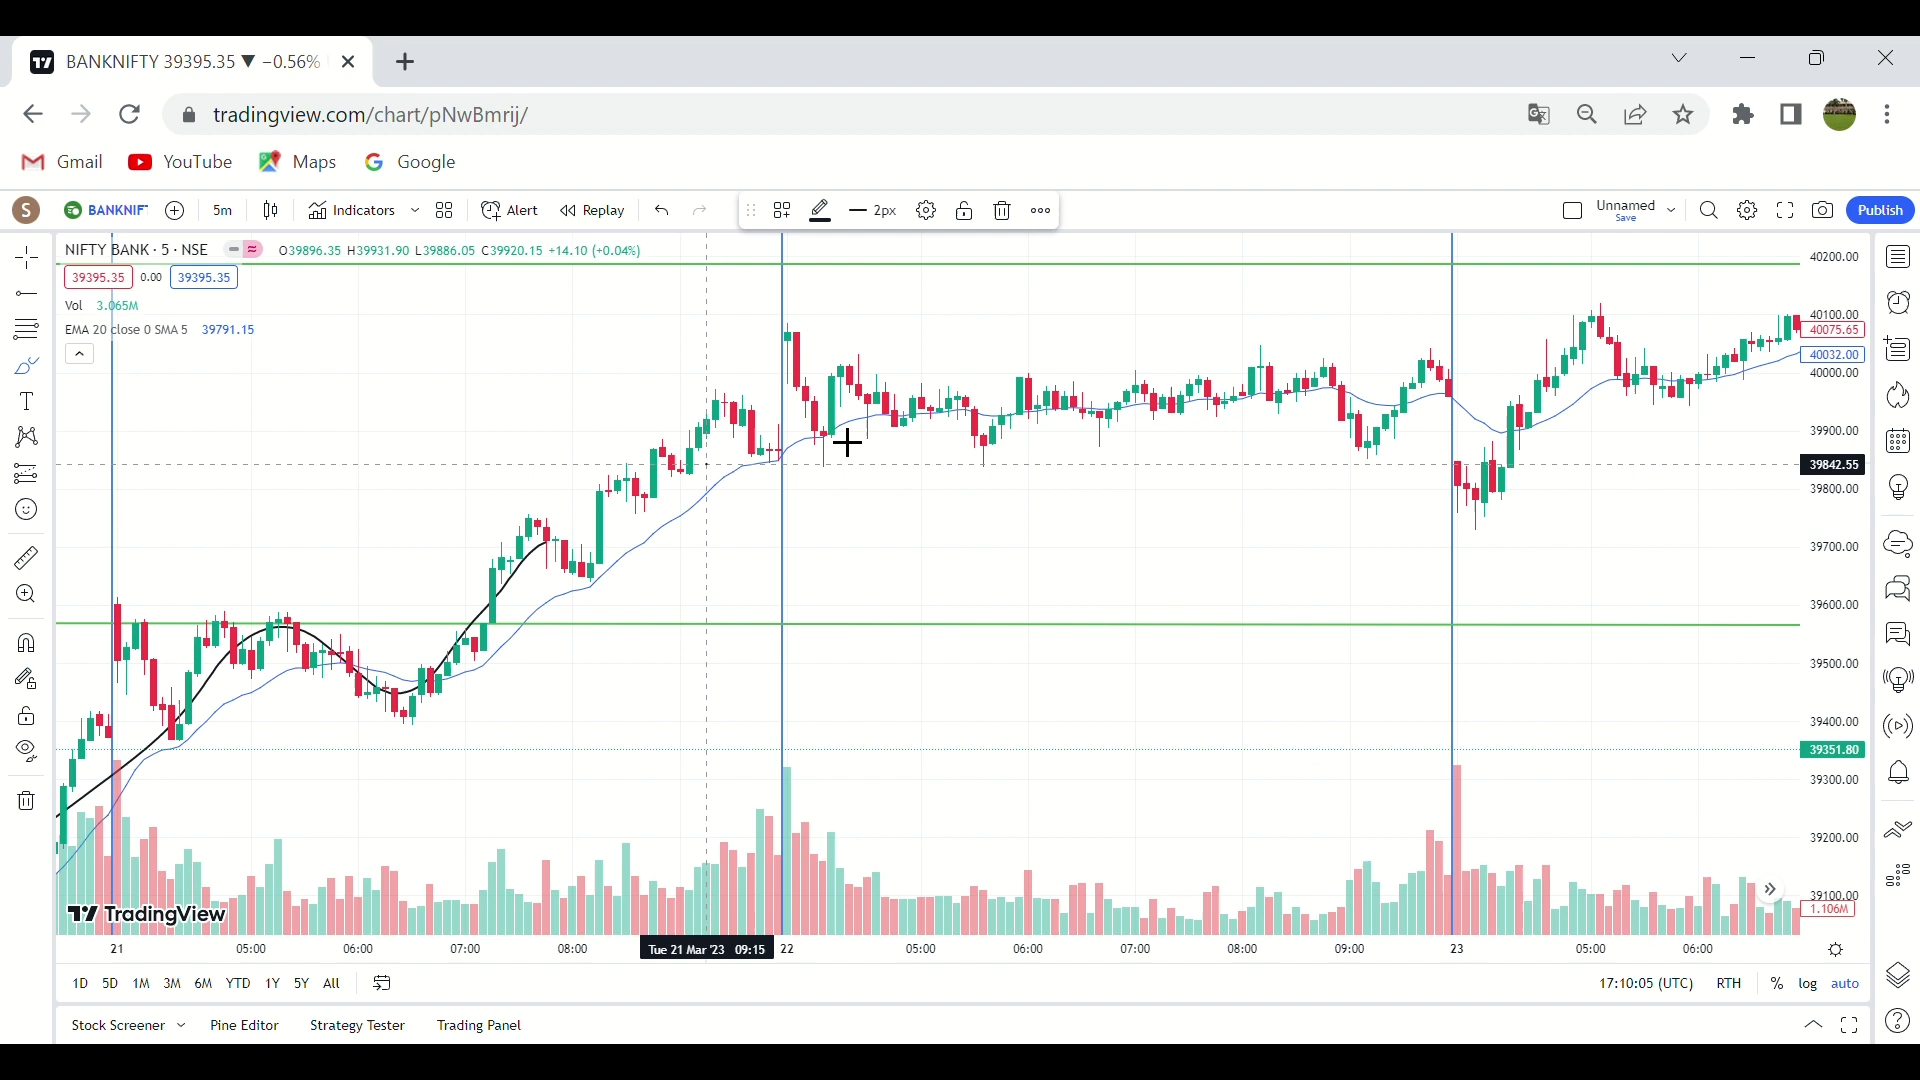 BANKNIFTY 39395.35 ▼ −0.56%
tradingview.com/chart/pNwBmrij/
Gmail YouTube Maps Google
S BANKNIF 5m Indicators Alert Replay 2px Unnamed Save Publish
NIFTY BANK · 5 · NSE O39896.35 H39931.90 L39886.05 C39920.15 +14.10 (+0.04%)
39395.35 0.00 39395.35
Vol 3.065M
EMA 20 close 0 SMA 5 39791.15
40200.00
40100.00
40075.65
40032.00
40000.00
39900.00
39842.55
39800.00
39700.00
39600.00
39500.00
39400.00
39351.80
39300.00
39200.00
39100.00
1.106M
TradingView
21 05:00 06:00 07:00 08:00 Tue 21 Mar '23 09:15 22 05:00 06:00 07:00 08:00 09:00 23 05:00 06:00
1D 5D 1M 3M 6M YTD 1Y 5Y All 17:10:05 (UTC) RTH % log auto
Stock Screener Pine Editor Strategy Tester Trading Panel